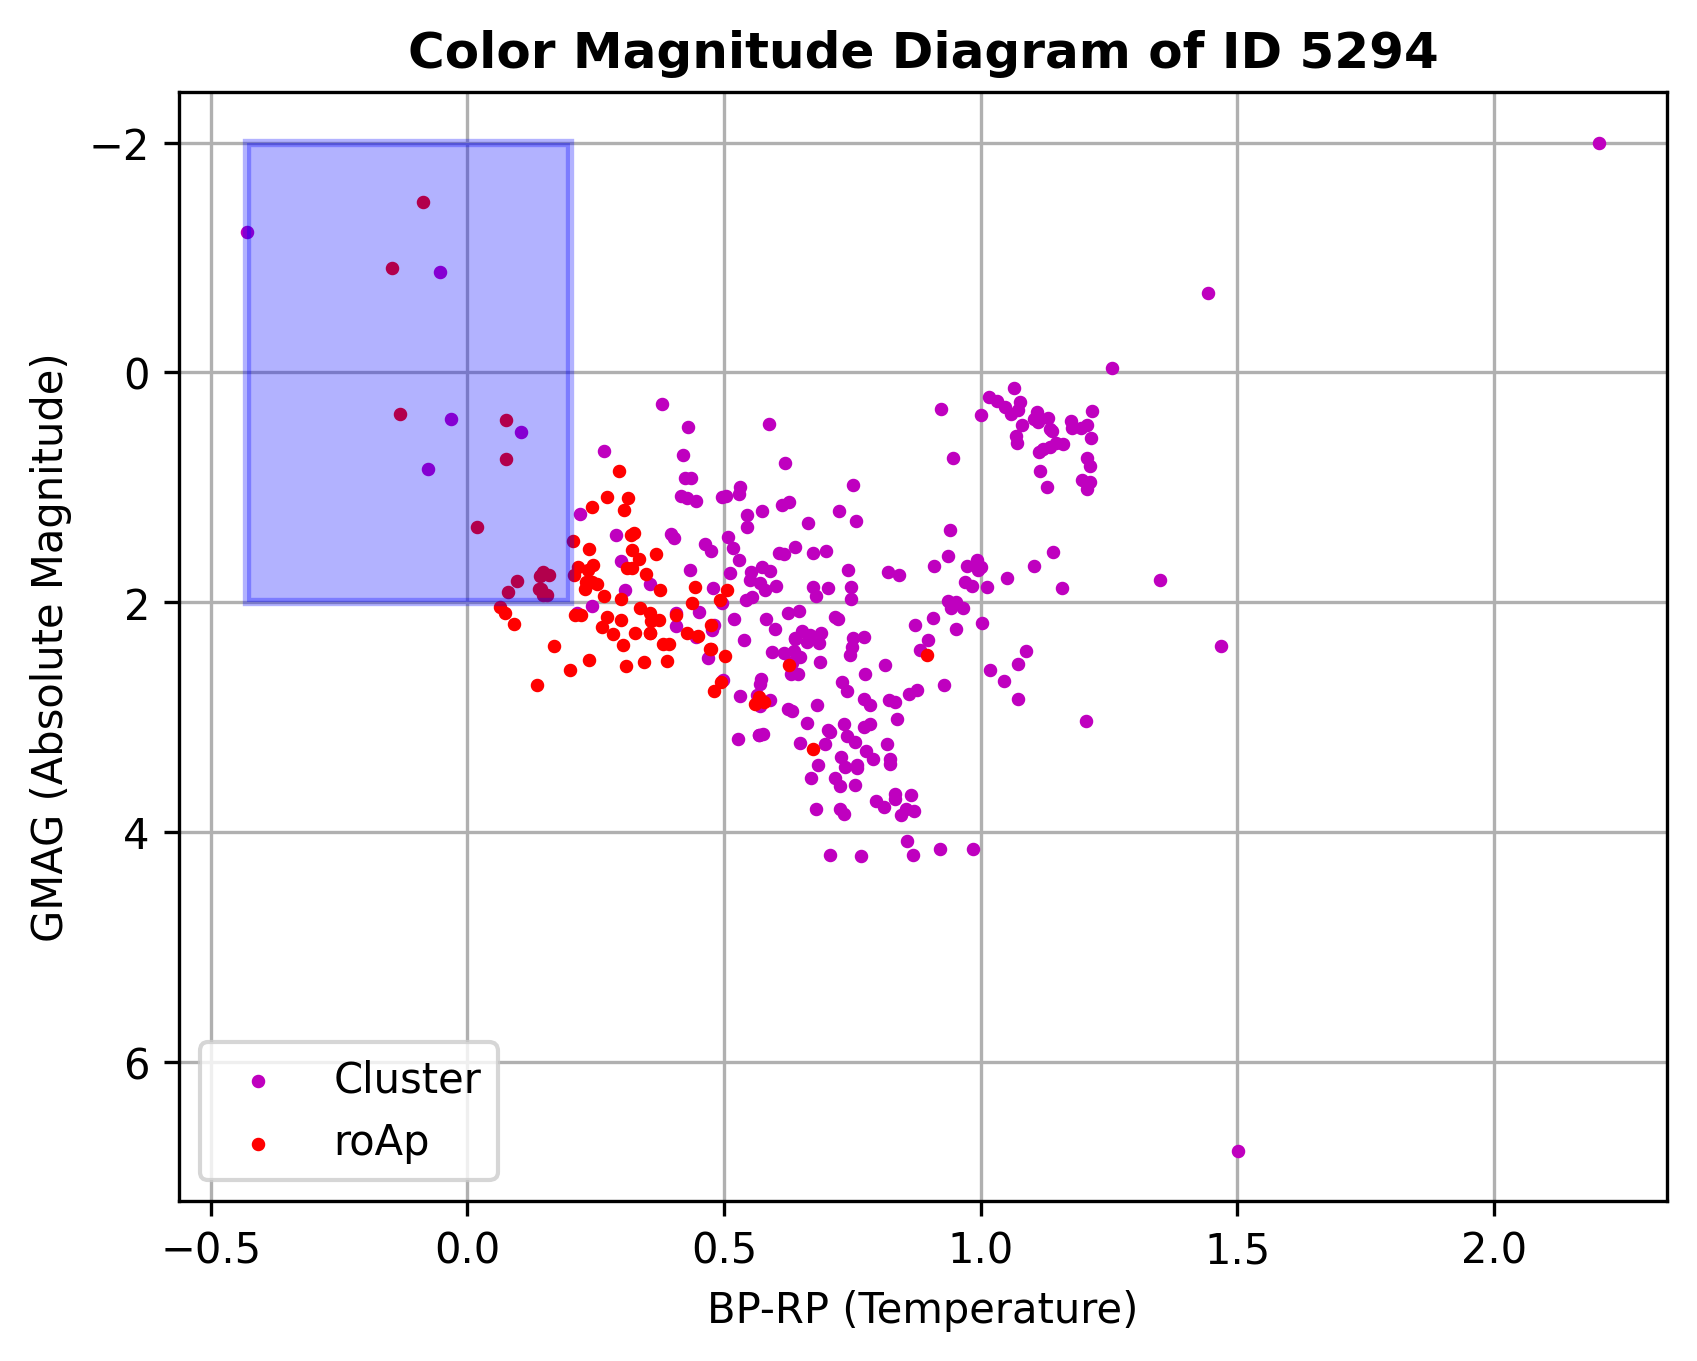 Color Magnitude Diagram of ID 5294
GMAG (Absolute Magnitude)
−2
0
2
4
6
Cluster
roAp
−0.5 0.0 0.5 1.0 1.5 2.0
BP-RP (Temperature)